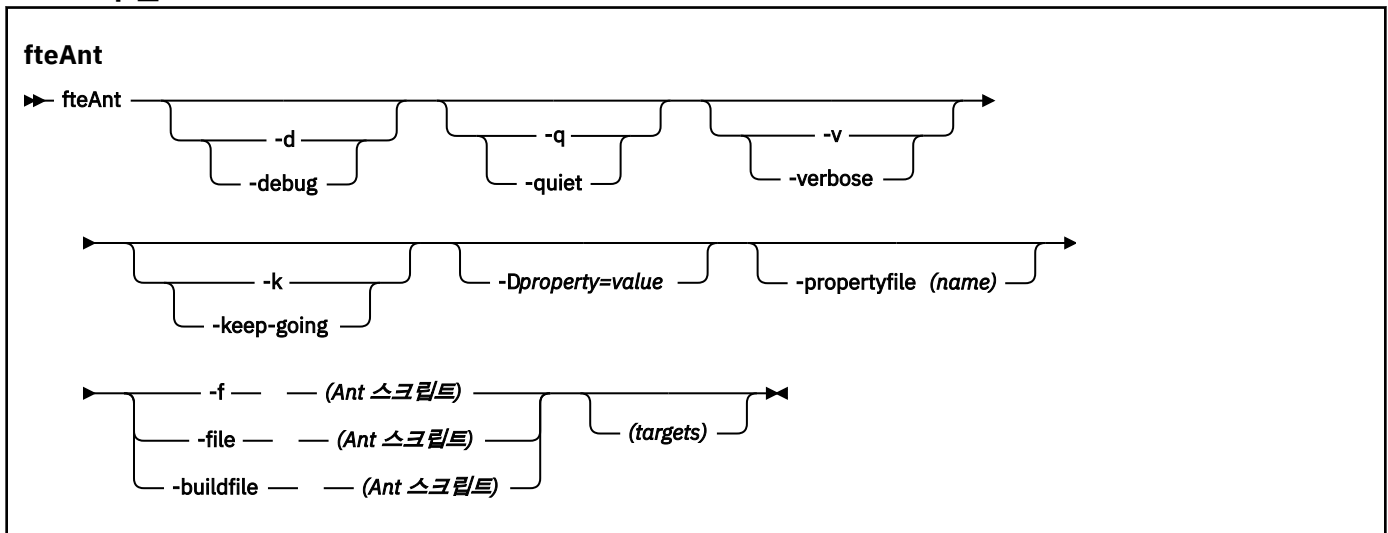 fteAnt
fteAnt
-d
-q
-v
-debug
-quiet
-verbose
-k
-Dproperty=value
-propertyfile (name)
-keep-going
-f (Ant 스크립트)
-file (Ant 스크립트)
(targets)
-buildfile (Ant 스크립트)